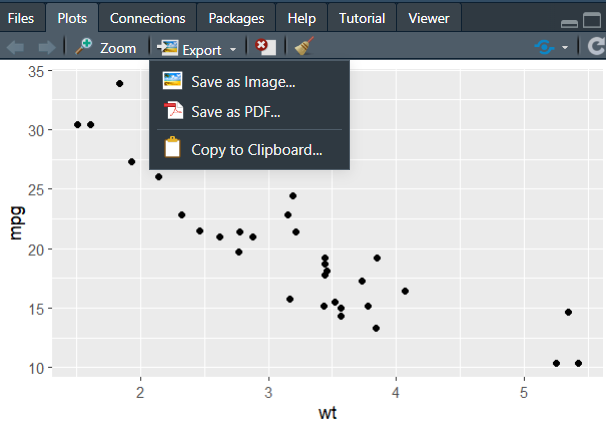 Files Plots Connections Packages Help Tutorial Viewer
Zoom Export
Save as Image...
Save as PDF...
Copy to Clipboard...
35
30
25
20
15
10
mpg
2 3 4 5
wt